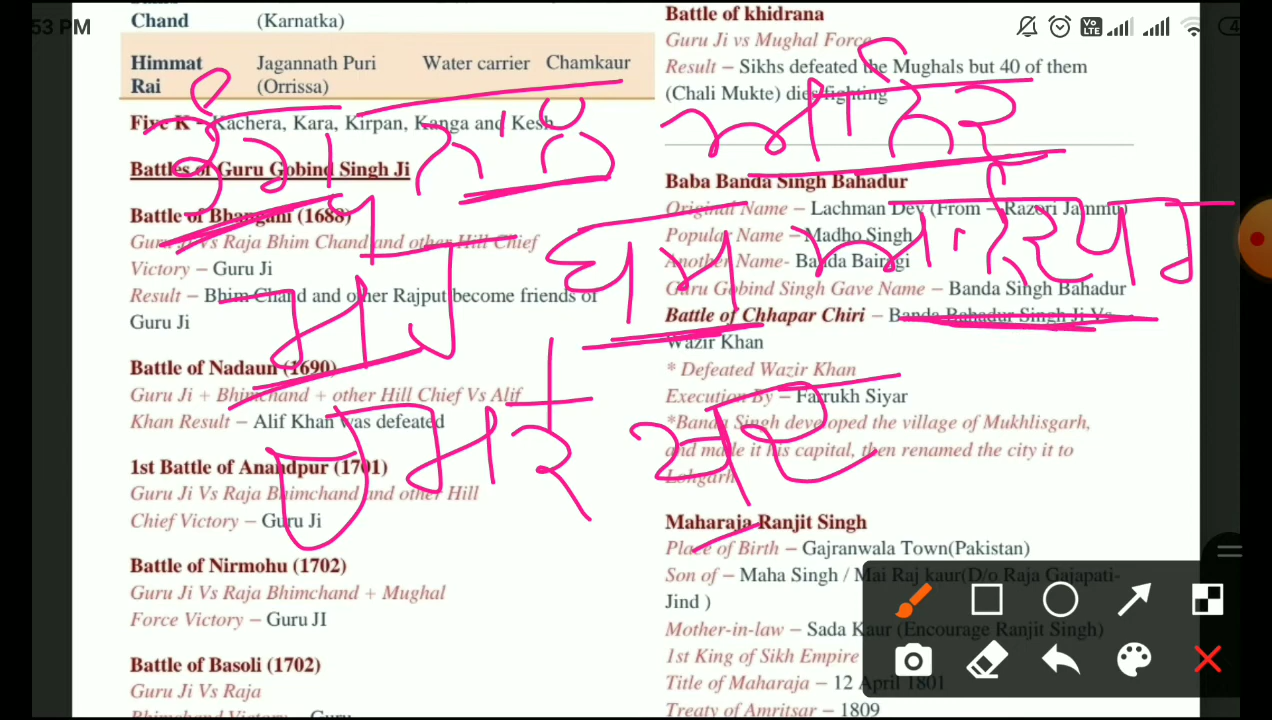 53 PM
Chand (Karnatka)
Himmat Rai Jagannath Puri (Orrissa) Water carrier Chamkaur
Five K – Kachera, Kara, Kirpan, Kanga and Kesh
Battles of Guru Gobind Singh Ji
Battle of Bhangani (1688)
Guru Ji Vs Raja Bhim Chand and other Hill Chief
Victory – Guru Ji
Result – Bhim Chand and other Rajput become friends of
Guru Ji
Battle of Nadaun (1690)
Guru Ji + Bhimchand + other Hill Chief Vs Alif
Khan Result – Alif Khan was defeated
1st Battle of Anandpur (1701)
Guru Ji Vs Raja Bhimchand and other Hill
Chief Victory – Guru Ji
Battle of Nirmohu (1702)
Guru Ji Vs Raja Bhimchand + Mughal
Force Victory – Guru JI
Battle of Basoli (1702)
Guru Ji Vs Raja
Bhimchand Victory – Guru
Battle of khidrana
Guru Ji vs Mughal Force
Result – Sikhs defeated the Mughals but 40 of them
(Chali Mukte) dies fighting
Baba Banda Singh Bahadur
Original Name – Lachman Dev (From – Razori Jammu)
Popular Name – Madho Singh
Another Name- Banda Bairagi
Guru Gobind Singh Gave Name – Banda Singh Bahadur
Battle of Chhapar Chiri – Banda Bahadur Singh Ji Vs
Wazir Khan
* Defeated Wazir Khan
Execution By – Farrukh Siyar
*Banda Singh developed the village of Mukhlisgarh,
and made it his capital, then renamed the city it to
Lohgarh
Maharaja Ranjit Singh
Place of Birth – Gajranwala Town(Pakistan)
Son of – Maha Singh / Mai Raj kaur(D/o Raja Gajapati-
Jind )
Mother-in-law – Sada Kaur (Encourage Ranjit Singh)
1st King of Sikh Empire
Title of Maharaja – 12 April 1801
Treaty of Amritsar – 1809